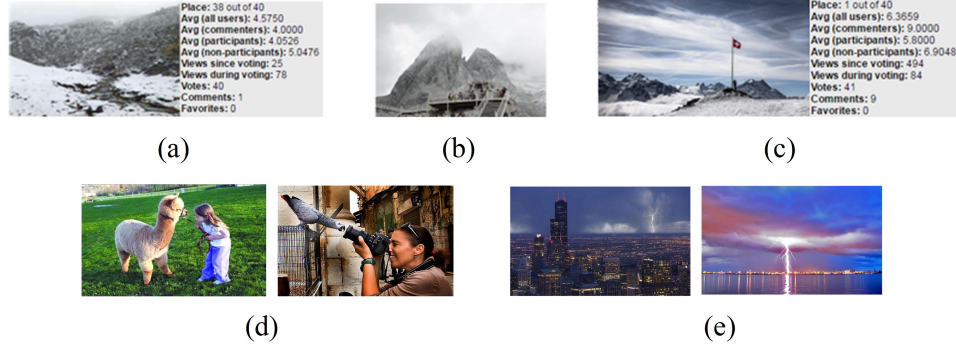 Place: 38 out of 40
Avg (all users): 4.5750
Avg (commenters): 4.0000
Avg (participants): 4.0526
Avg (non-participants): 5.0476
Views since voting: 25
Views during voting: 78
Votes: 40
Comments: 1
Favorites: 0
(a)
(b)
Place: 1 out of 40
Avg (all users): 6.3659
Avg (commenters): 9.0000
Avg (participants): 5.8000
Avg (non-participants): 6.9048
Views since voting: 494
Views during voting: 84
Votes: 41
Comments: 9
Favorites: 0
(c)
(d)
(e)